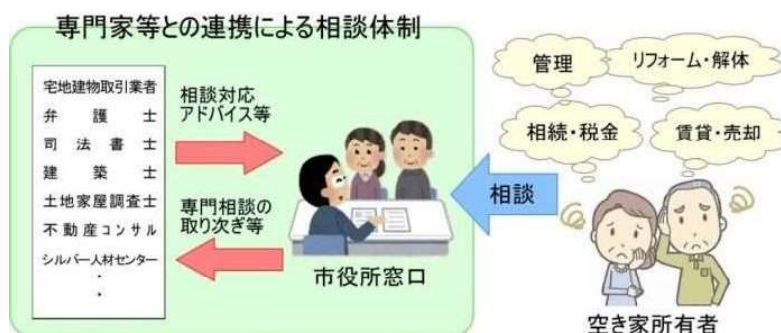 専門家等との連携による相談体制
宅地建物取引業者
弁護士
司法書士
建築士
土地家屋調査士
不動産コンサル
シルバー人材センター
・
・
相談対応
アドバイス等
専門相談の
取り次ぎ等
市役所窓口
相談
管理
リフォーム・解体
相続・税金
賃貸・売却
空き家所有者